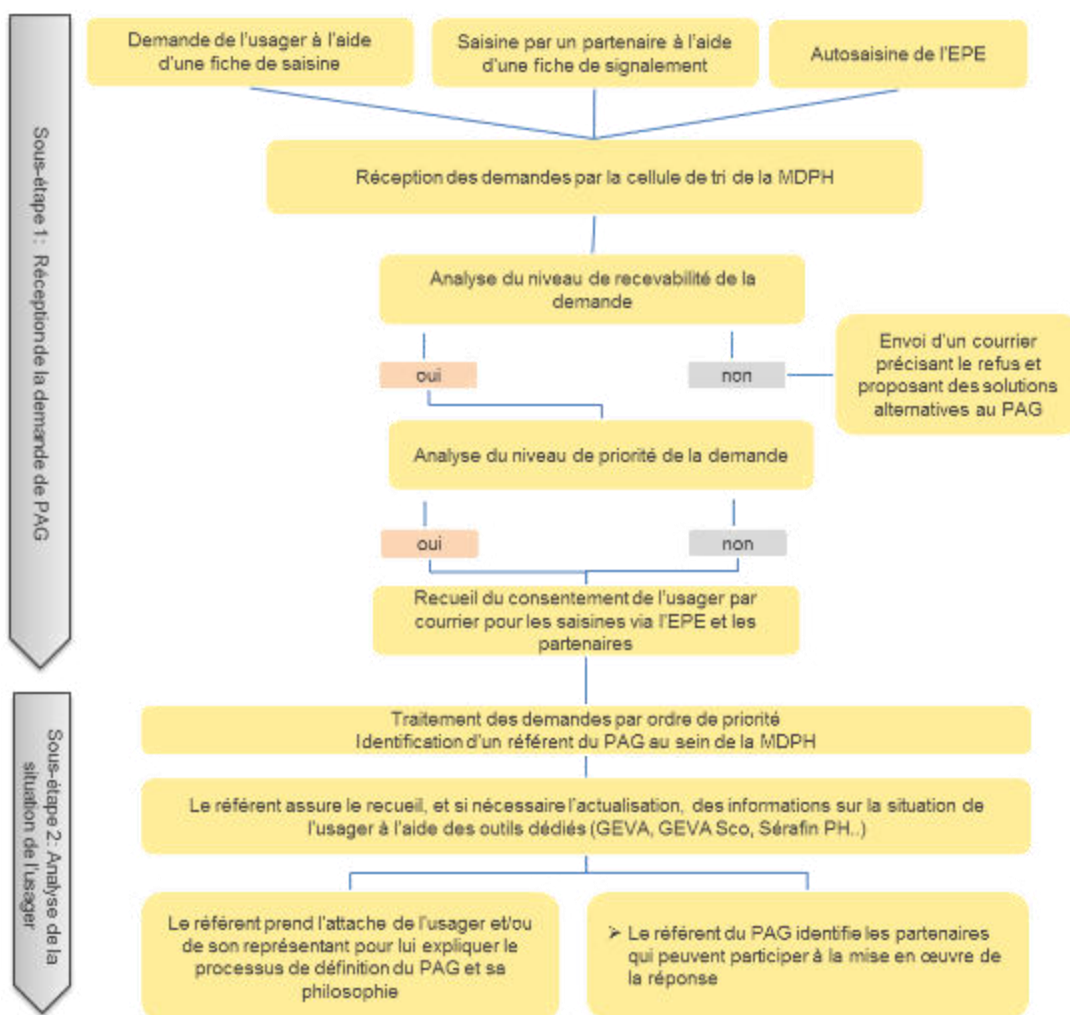 Sous-étape 1: Réception de la demande de PAG
Demande de l'usager à l'aide
d'une fiche de saisine
Saisine par un partenaire à l'aide
d'une fiche de signalement
Autosaisine de l'EPE
Réception des demandes par la cellule de tri de la MDPH
Analyse du niveau de recevabilité de la
demande
oui
non
Envoi d'un courrier
précisant le refus et
proposant des solutions
alternatives au PAG
Analyse du niveau de priorité de la demande
oui
non
Recueil du consentement de l'usager par
courrier pour les saisines via l'EPE et les
partenaires
Sous-étape 2: Analyse de la
situation de l'usager
Traitement des demandes par ordre de priorité
Identification d'un référent du PAG au sein de la MDPH
Le référent assure le recueil, et si nécessaire l'actualisation, des informations sur la situation de
l'usager à l'aide des outils dédiés (GEVA, GEVA Sco, Sérafin PH..)
Le référent prend l'attache de l'usager et/ou
de son représentant pour lui expliquer le
processus de définition du PAG et sa
philosophie
➢ Le référent du PAG identifie les partenaires
qui peuvent participer à la mise en œuvre de
la réponse